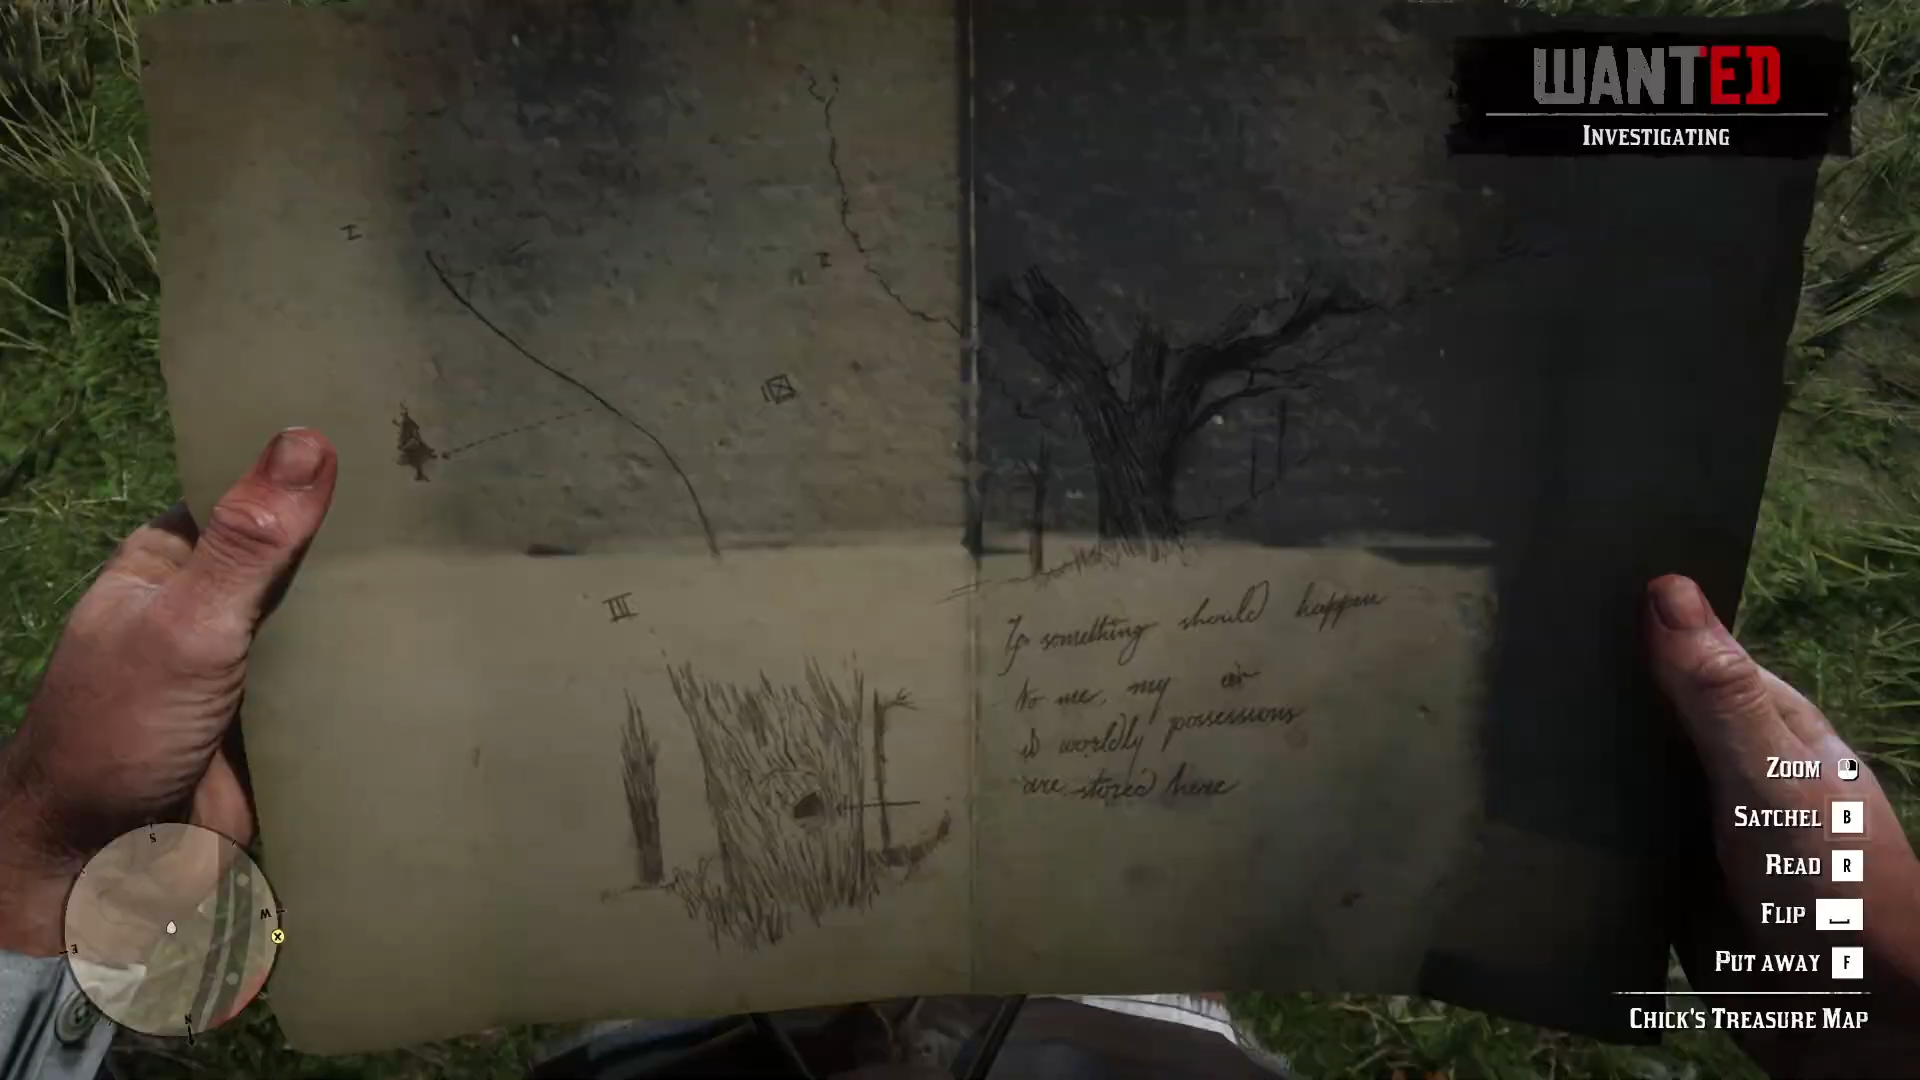 WANTED
INVESTIGATING
I
I
III
If something should happen
to me, my
worldly possessions
are stored here
S
W
E
N
ZOOM
SATCHEL B
READ R
FLIP
PUT AWAY F
CHICK'S TREASURE MAP